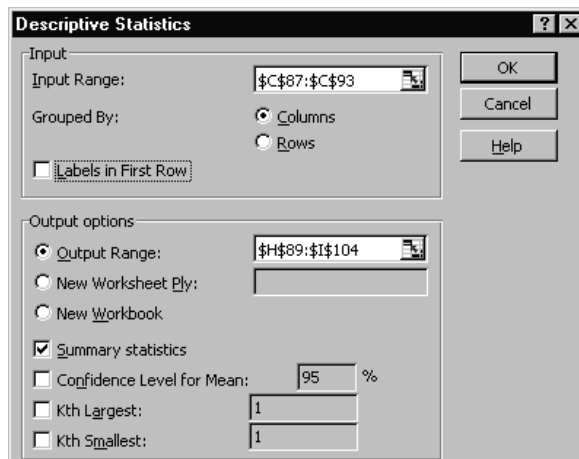 Descriptive Statistics
Input
Input Range: $C$87:$C$93
Grouped By: Columns
Rows
Labels in First Row
OK
Cancel
Help
Output options
Output Range: $H$89:$I$104
New Worksheet Ply:
New Workbook
Summary statistics
Confidence Level for Mean: 95 %
Kth Largest: 1
Kth Smallest: 1